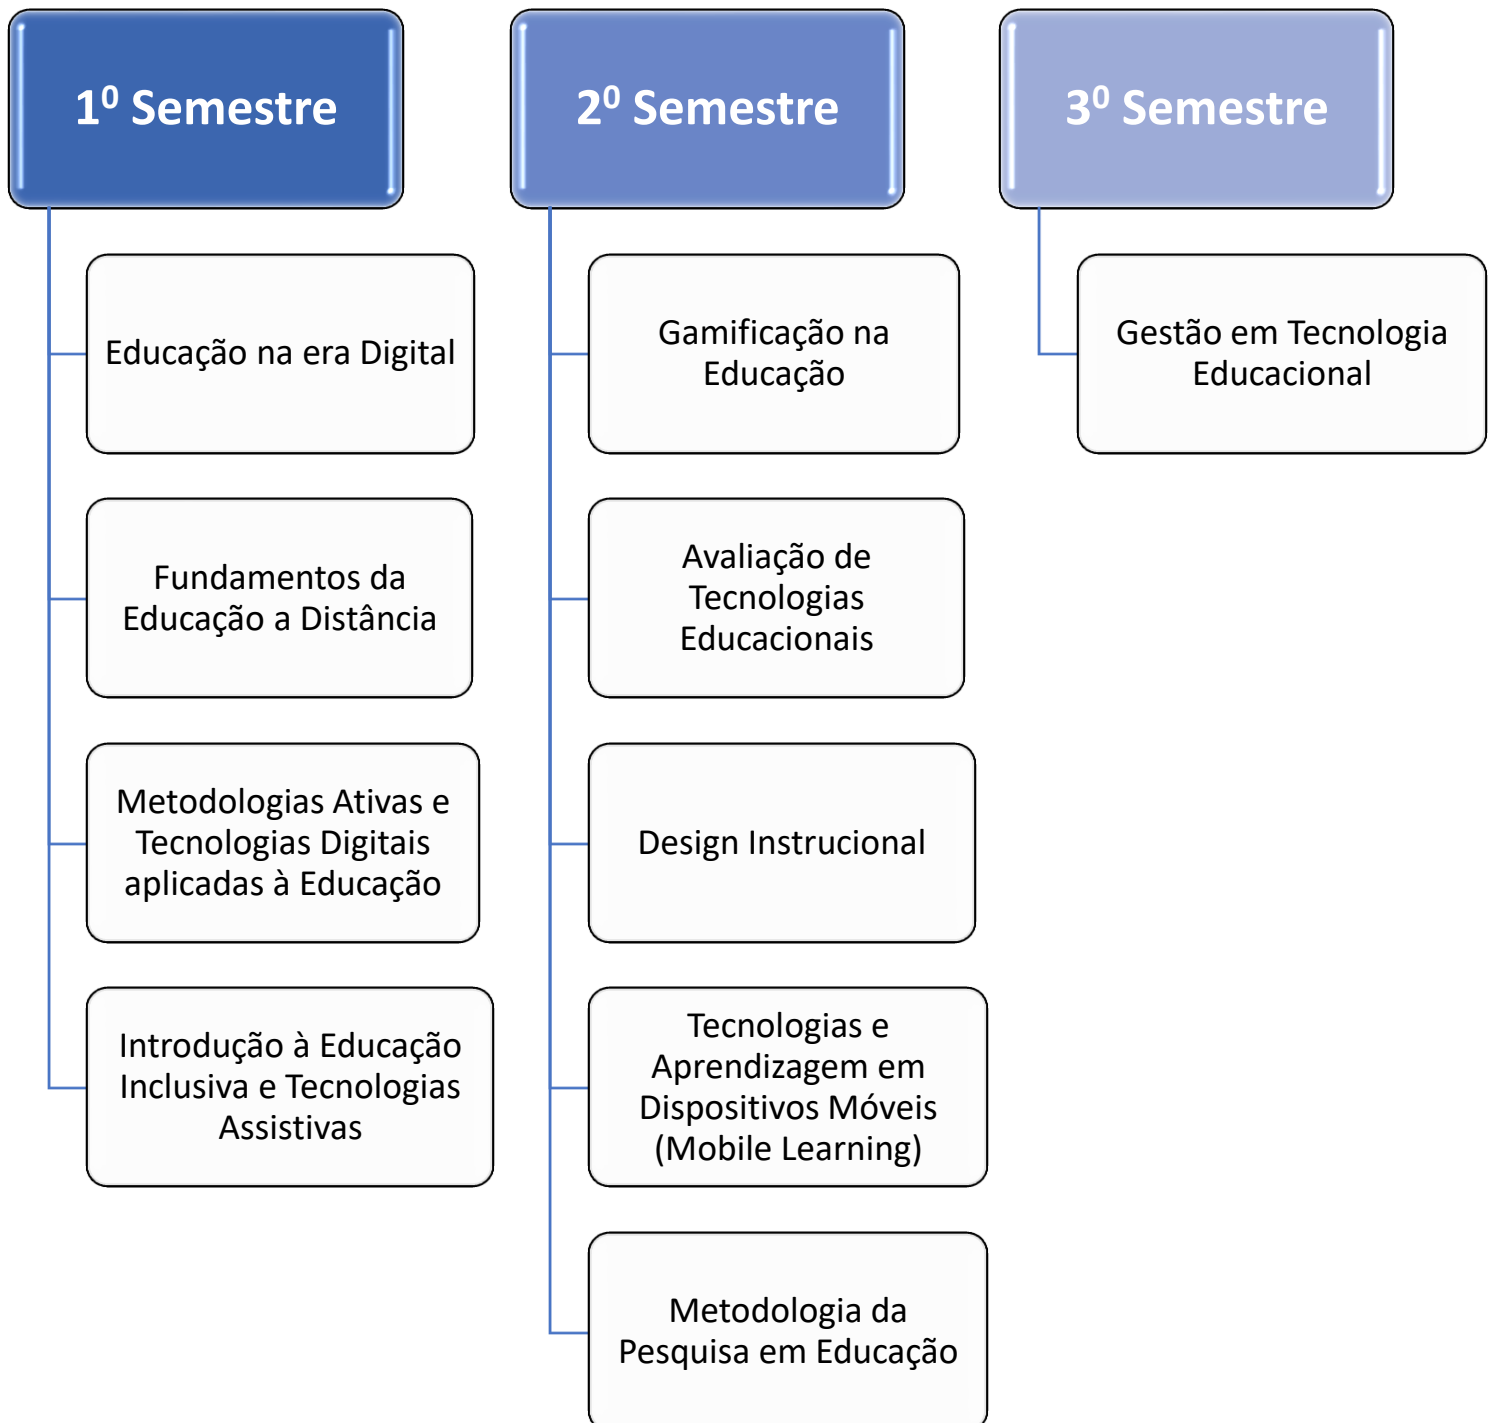 1⁰ Semestre
Educação na era Digital
Fundamentos da
Educação a Distância
Metodologias Ativas e
Tecnologias Digitais
aplicadas à Educação
Introdução à Educação
Inclusiva e Tecnologias
Assistivas
2⁰ Semestre
Gamificação na
Educação
Avaliação de
Tecnologias
Educacionais
Design Instrucional
Tecnologias e
Aprendizagem em
Dispositivos Móveis
(Mobile Learning)
Metodologia da
Pesquisa em Educação
3⁰ Semestre
Gestão em Tecnologia
Educacional